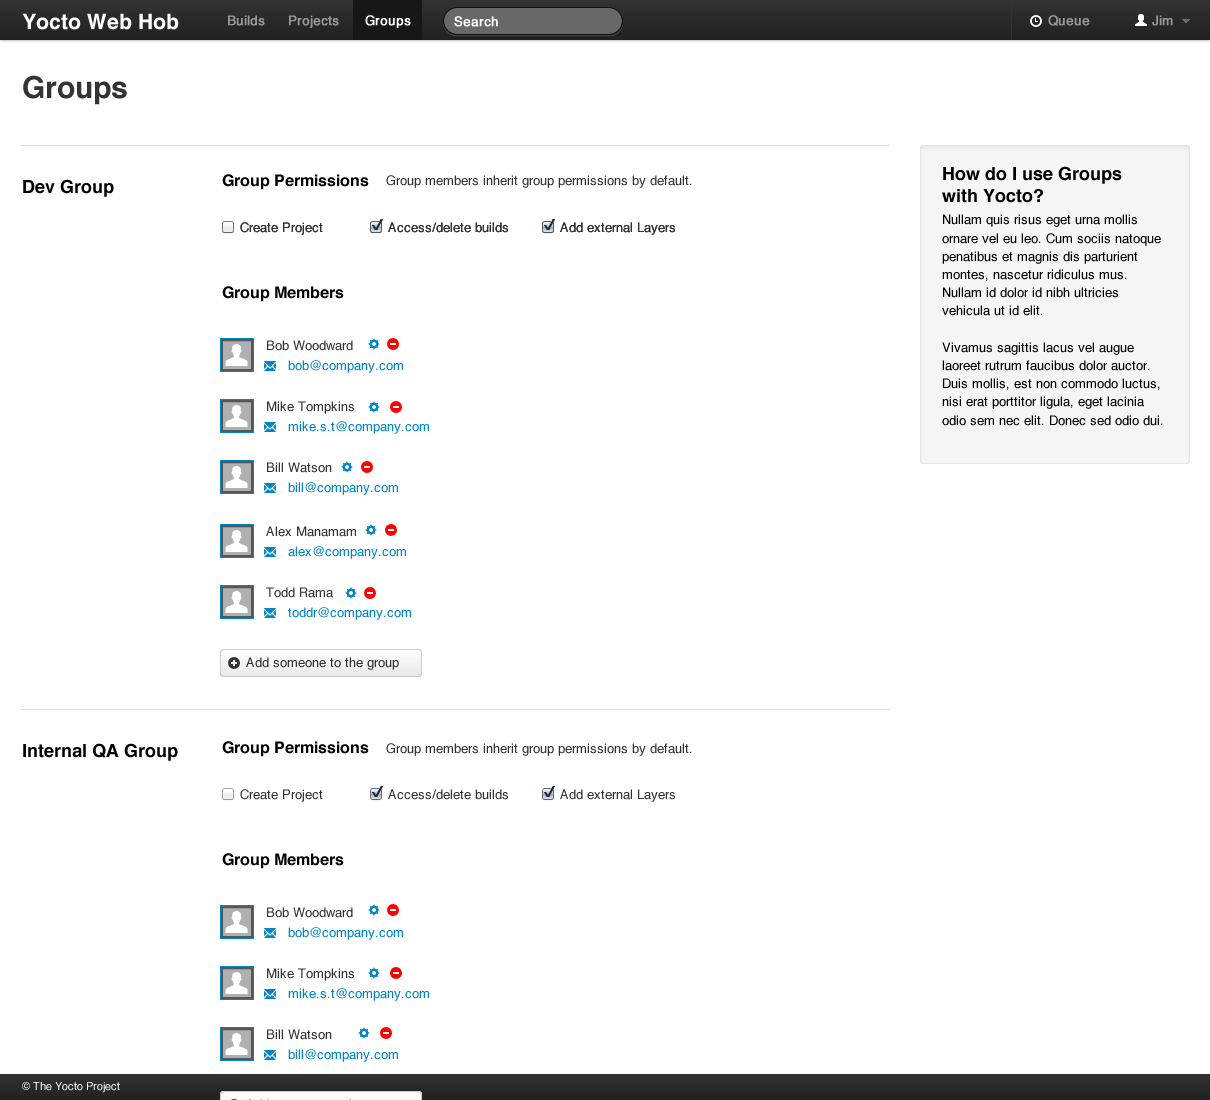 Yocto Web Hob
Builds
Projects
Groups
Search
Queue
Jim
Groups
Dev Group
Group Permissions
Group members inherit group permissions by default.
Create Project
Access/delete builds
Add external Layers
Group Members
Bob Woodward
bob@company.com
Mike Tompkins
mike.s.t@company.com
Bill Watson
bill@company.com
Alex Manamam
alex@company.com
Todd Rama
toddr@company.com
Add someone to the group
How do I use Groups
with Yocto?
Nullam quis risus eget urna mollis
ornare vel eu leo. Cum sociis natoque
penatibus et magnis dis parturient
montes, nascetur ridiculus mus.
Nullam id dolor id nibh ultricies
vehicula ut id elit.
Vivamus sagittis lacus vel augue
laoreet rutrum faucibus dolor auctor.
Duis mollis, est non commodo luctus,
nisi erat porttitor ligula, eget lacinia
odio sem nec elit. Donec sed odio dui.
Internal QA Group
Group Permissions
Group members inherit group permissions by default.
Create Project
Access/delete builds
Add external Layers
Group Members
Bob Woodward
bob@company.com
Mike Tompkins
mike.s.t@company.com
Bill Watson
bill@company.com
© The Yocto Project